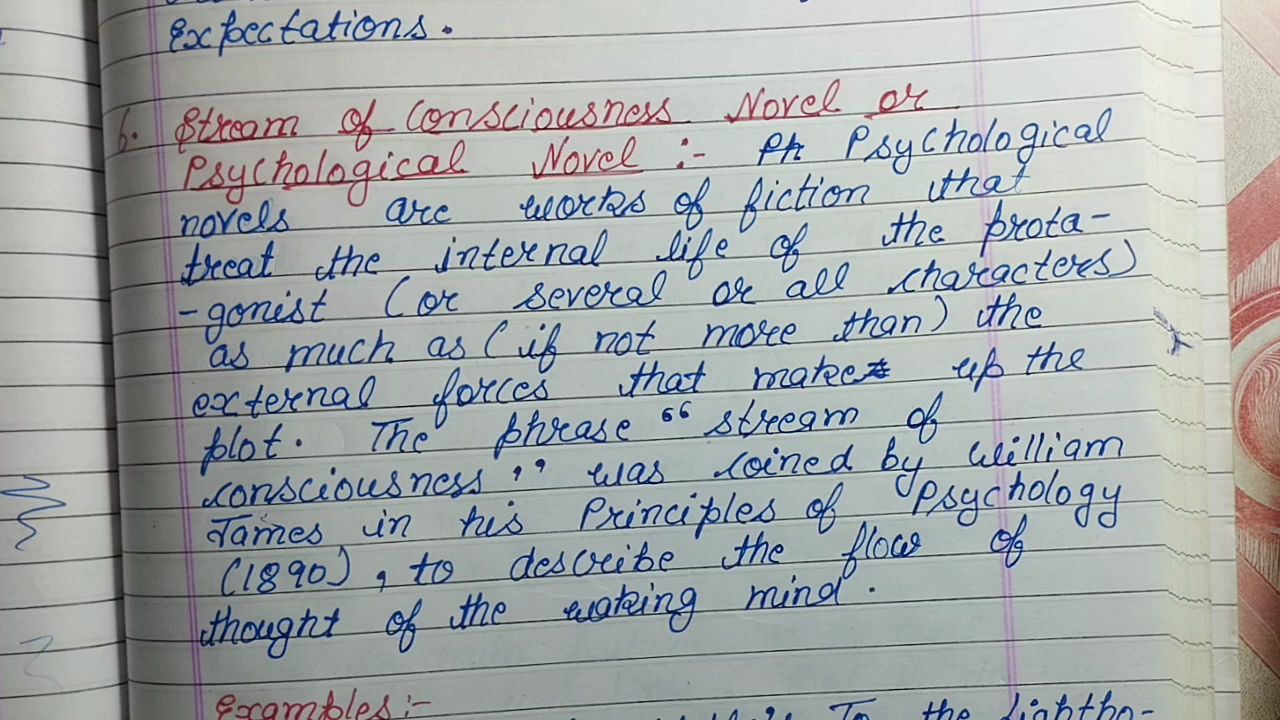 expectations.
6. Stream of Consciousness Novel or
Psychological Novel :- Psychological
novels are works of fiction that
treat the internal life of the prota-
-gonist (or several or all characters)
as much as (if not more than) the
external forces that make up the
plot. The phrase “ stream of
consciousness ” was coined by William
James in his Principles of Psychology
(1890), to describe the flow of
thought of the waking mind.
Examples :-
To the Lightho-